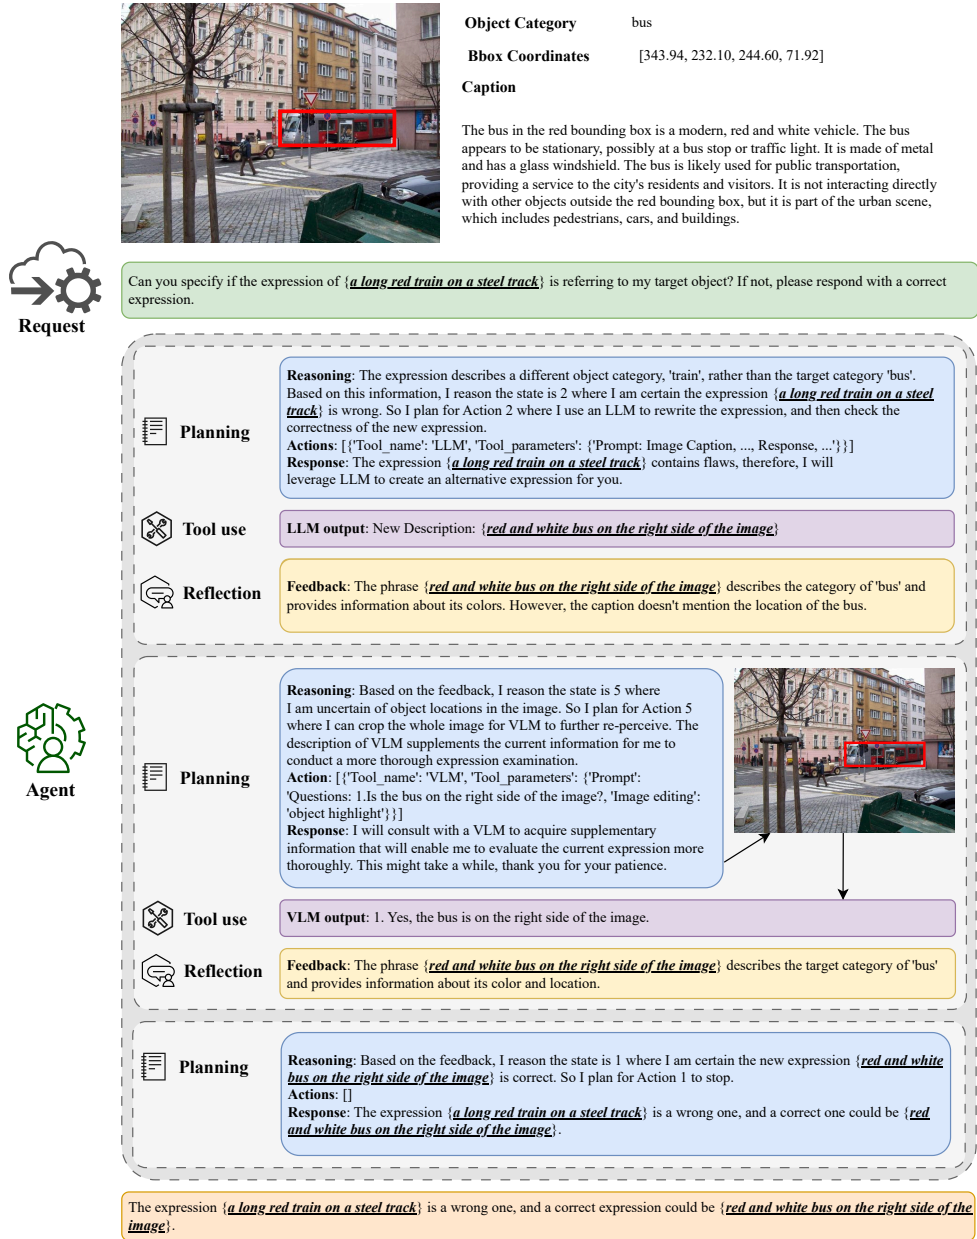 Object Category bus
Bbox Coordinates [343.94, 232.10, 244.60, 71.92]
Caption
The bus in the red bounding box is a modern, red and white vehicle. The bus
appears to be stationary, possibly at a bus stop or traffic light. It is made of metal
and has a glass windshield. The bus is likely used for public transportation,
providing a service to the city's residents and visitors. It is not interacting directly
with other objects outside the red bounding box, but it is part of the urban scene,
which includes pedestrians, cars, and buildings.
Request
Can you specify if the expression of {a long red train on a steel track} is referring to my target object? If not, please respond with a correct
expression.
Agent
Planning
Reasoning: The expression describes a different object category, 'train', rather than the target category 'bus'.
Based on this information, I reason the state is 2 where I am certain the expression {a long red train on a steel
track} is wrong. So I plan for Action 2 where I use an LLM to rewrite the expression, and then check the
correctness of the new expression.
Actions: [{'Tool_name': 'LLM', 'Tool_parameters': {'Prompt: Image Caption, ..., Response, ...'}}]
Response: The expression {a long red train on a steel track} contains flaws, therefore, I will
leverage LLM to create an alternative expression for you.
Tool use
LLM output: New Description: {red and white bus on the right side of the image}
Reflection
Feedback: The phrase {red and white bus on the right side of the image} describes the category of 'bus' and
provides information about its colors. However, the caption doesn't mention the location of the bus.
Planning
Reasoning: Based on the feedback, I reason the state is 5 where
I am uncertain of object locations in the image. So I plan for Action 5
where I can crop the whole image for VLM to further re-perceive. The
description of VLM supplements the current information for me to
conduct a more thorough expression examination.
Action: [{'Tool_name': 'VLM', 'Tool_parameters': {'Prompt':
'Questions: 1.Is the bus on the right side of the image?, 'Image editing':
'object highlight'}}]
Response: I will consult with a VLM to acquire supplementary
information that will enable me to evaluate the current expression more
thoroughly. This might take a while, thank you for your patience.
Tool use
VLM output: 1. Yes, the bus is on the right side of the image.
Reflection
Feedback: The phrase {red and white bus on the right side of the image} describes the target category of 'bus'
and provides information about its color and location.
Planning
Reasoning: Based on the feedback, I reason the state is 1 where I am certain the new expression {red and white
bus on the right side of the image} is correct. So I plan for Action 1 to stop.
Actions: []
Response: The expression {a long red train on a steel track} is a wrong one, and a correct one could be {red
and white bus on the right side of the image}.
The expression {a long red train on a steel track} is a wrong one, and a correct expression could be {red and white bus on the right side of the
image}.